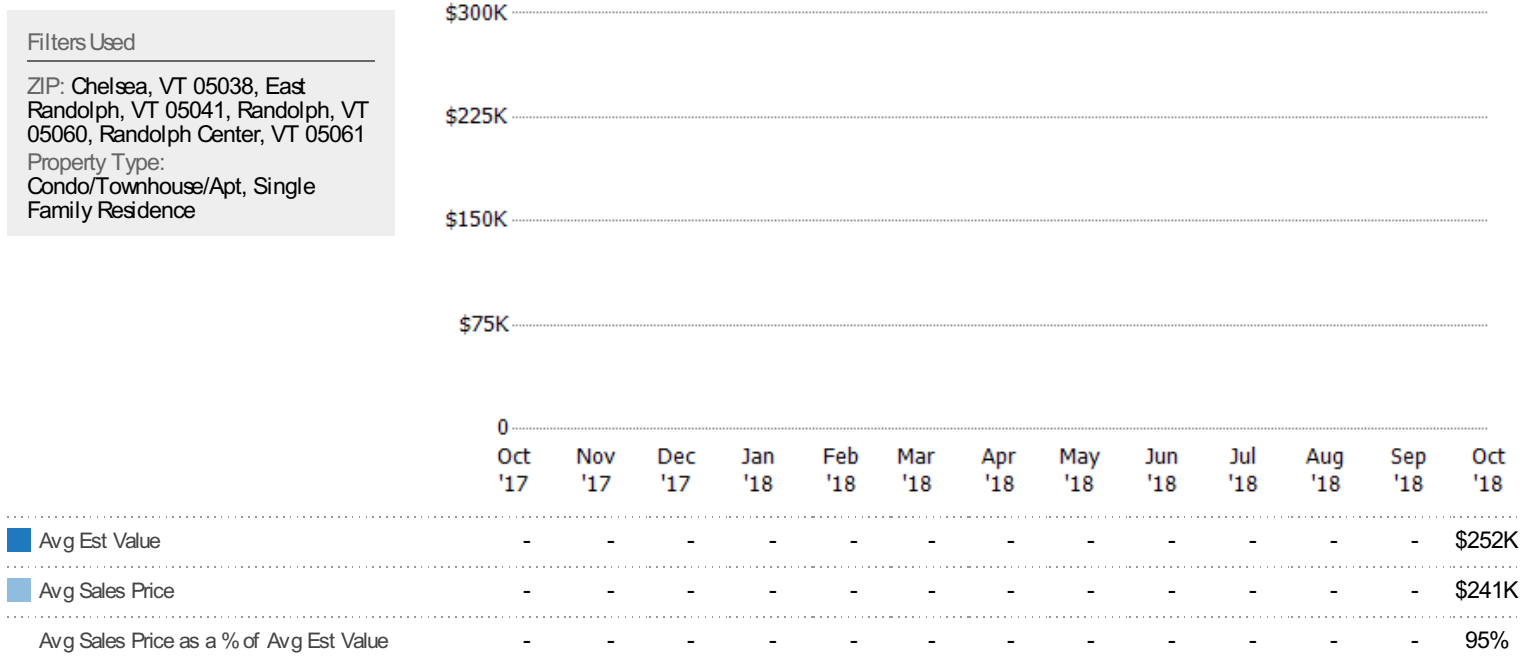 Filters Used
ZIP: Chelsea, VT 05038, East
Randolph, VT 05041, Randolph, VT
05060, Randolph Center, VT 05061
Property Type:
Condo/Townhouse/Apt, Single
Family Residence
$300K
$225K
$150K
$75K
0
Oct Nov Dec Jan Feb Mar Apr May Jun Jul Aug Sep Oct
'17 '17 '17 '18 '18 '18 '18 '18 '18 '18 '18 '18 '18
Avg Est Value - - - - - - - - - - - - $252K
Avg Sales Price - - - - - - - - - - - - $241K
Avg Sales Price as a % of Avg Est Value - - - - - - - - - - - - 95%